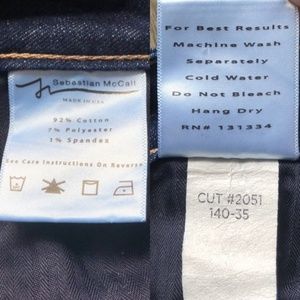 Sebastian McCall
MADE IN USA
92% Cotton
7% Polyester
1% Spandex
See Care Instructions On Reverse
For Best Results
Machine Wash
Separately
Cold Water
Do Not Bleach
Hang Dry
RN# 131334
CUT #2051
140-35